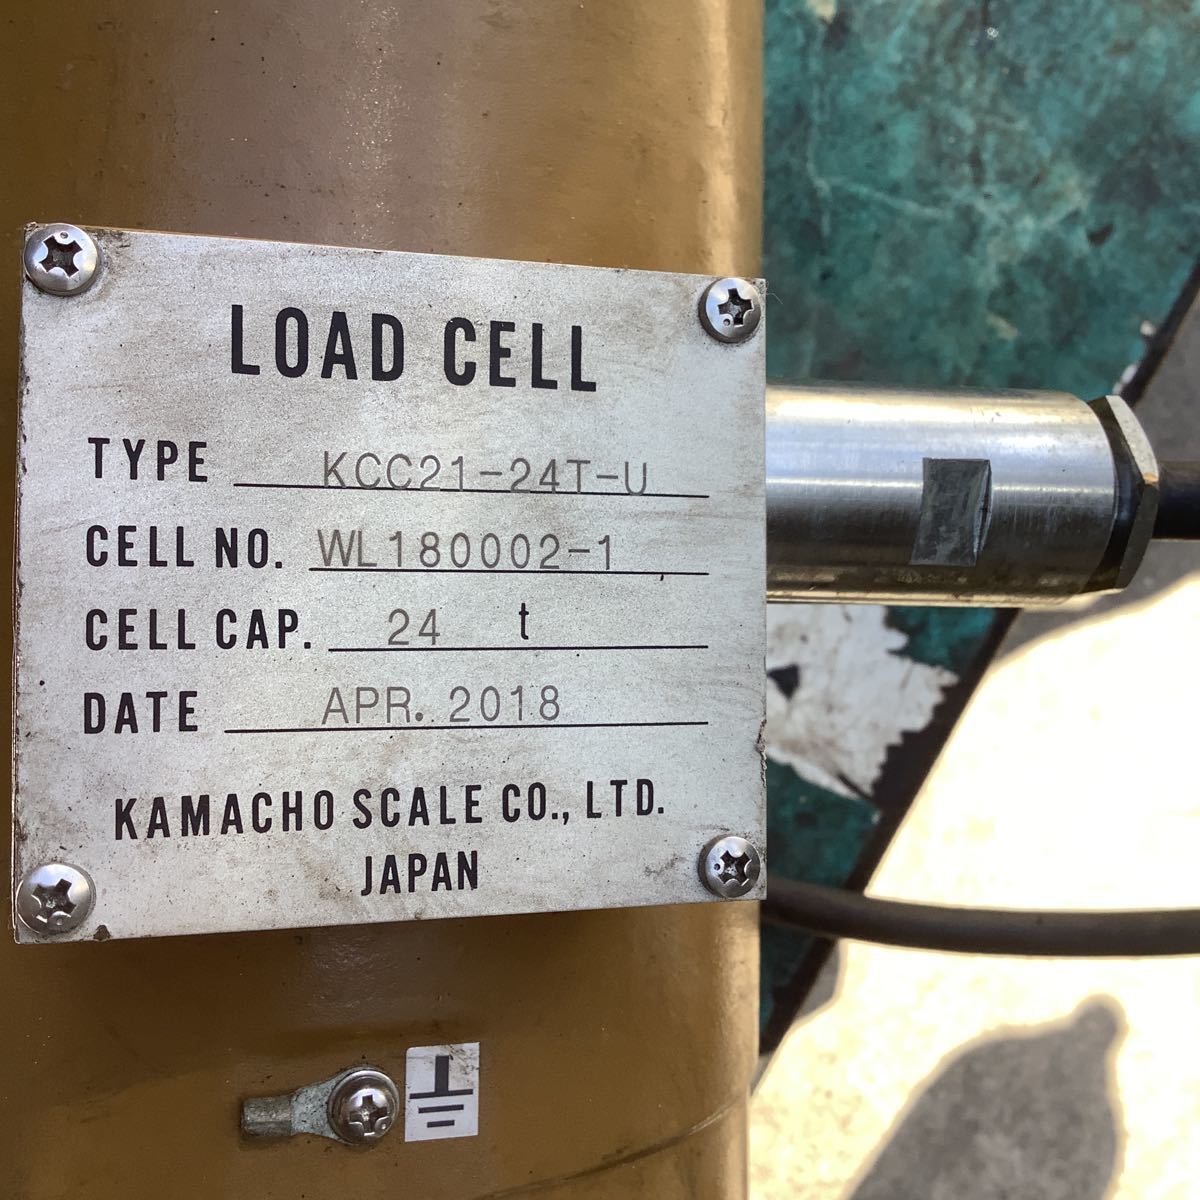 LOAD CELL
TYPE KCC21-24T-U
CELL NO. WL180002-1
CELL CAP. 24 t
DATE APR. 2018
KAMACHO SCALE CO., LTD.
JAPAN